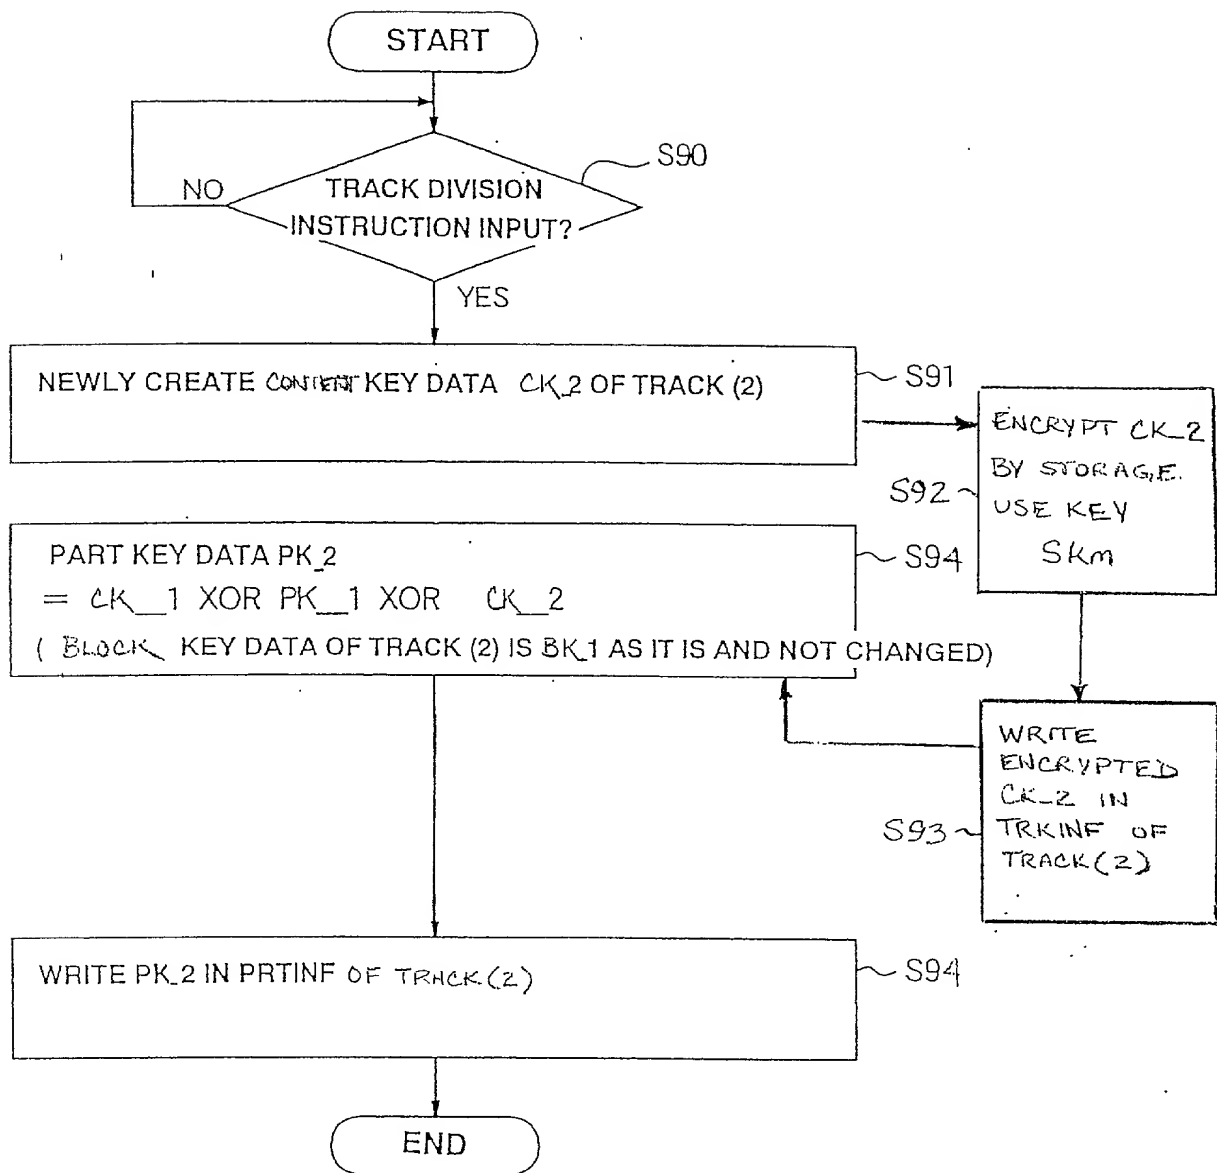 START
S90
NO
TRACK DIVISION
INSTRUCTION INPUT?
YES
NEWLY CREATE CONTENT KEY DATA CK_2 OF TRACK (2)
S91
ENCRYPT CK_2
BY STORAGE.
USE KEY
SKm
S92
PART KEY DATA PK_2
= CK_1 XOR PK_1 XOR CK_2
( BLOCK KEY DATA OF TRACK (2) IS BK_1 AS IT IS AND NOT CHANGED)
S94
WRITE
ENCRYPTED
CK_2 IN
TRKINF OF
TRACK(2)
S93
WRITE PK_2 IN PRTINF OF TRACK(2)
S94
END